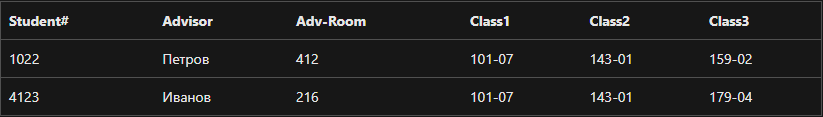 Student# Advisor Adv-Room Class1 Class2 Class3
1022 Петров 412 101-07 143-01 159-02
4123 Иванов 216 101-07 143-01 179-04